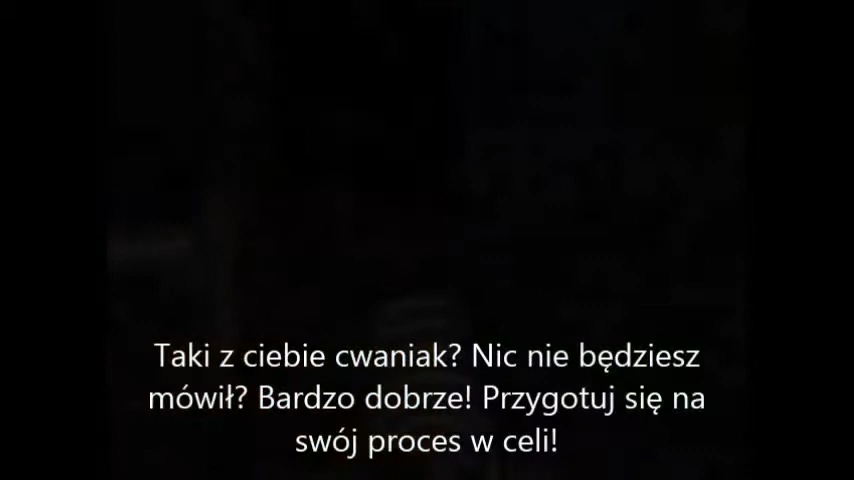 Taki z ciebie cwaniak? Nic nie będziesz
mówił? Bardzo dobrze! Przygotuj się na
swój proces w celi!